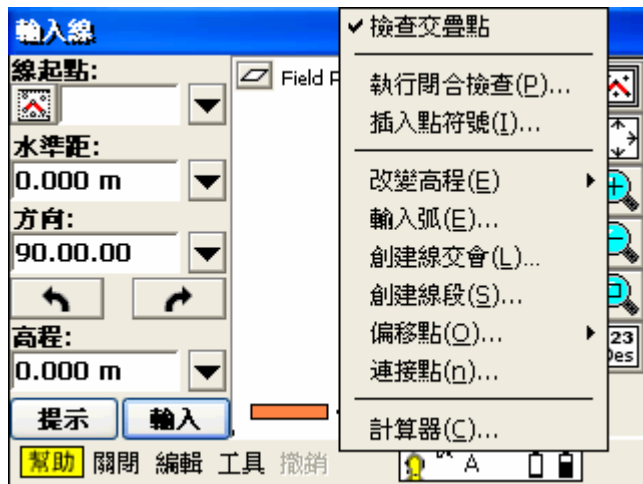 輸入線
線起點:
水準距:
0.000 m
方向:
90.00.00
高程:
0.000 m
提示 輸入
幫助 關閉 編輯 工具 撤銷
Field
檢查交疊點
執行閉合檢查(P)...
插入點符號(I)...
改變高程(E)
輸入弧(E)...
創建線交會(L)...
創建線段(S)...
偏移點(O)...
連接點(n)...
計算器(C)...
23
es
A